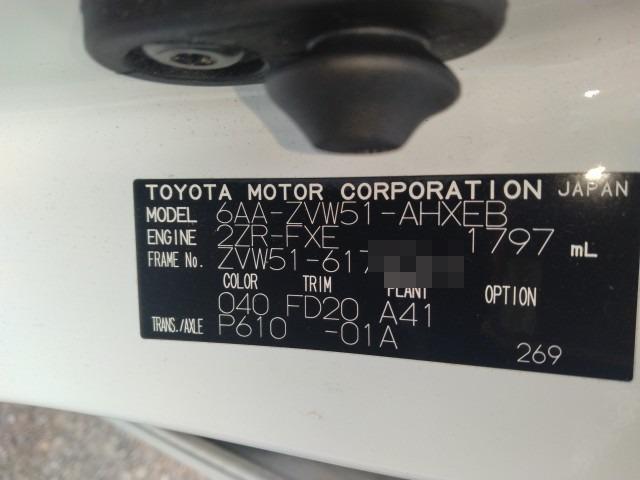 TOYOTA MOTOR CORPORATION JAPAN
MODEL 6AA-ZVW51-AHXEB
ENGINE 2ZR-FXE 1797 mL
FRAME No. ZVW51-617
COLOR TRIM PLANT OPTION
040 FD20 A41
TRANS./AXLE P610 -01A
269